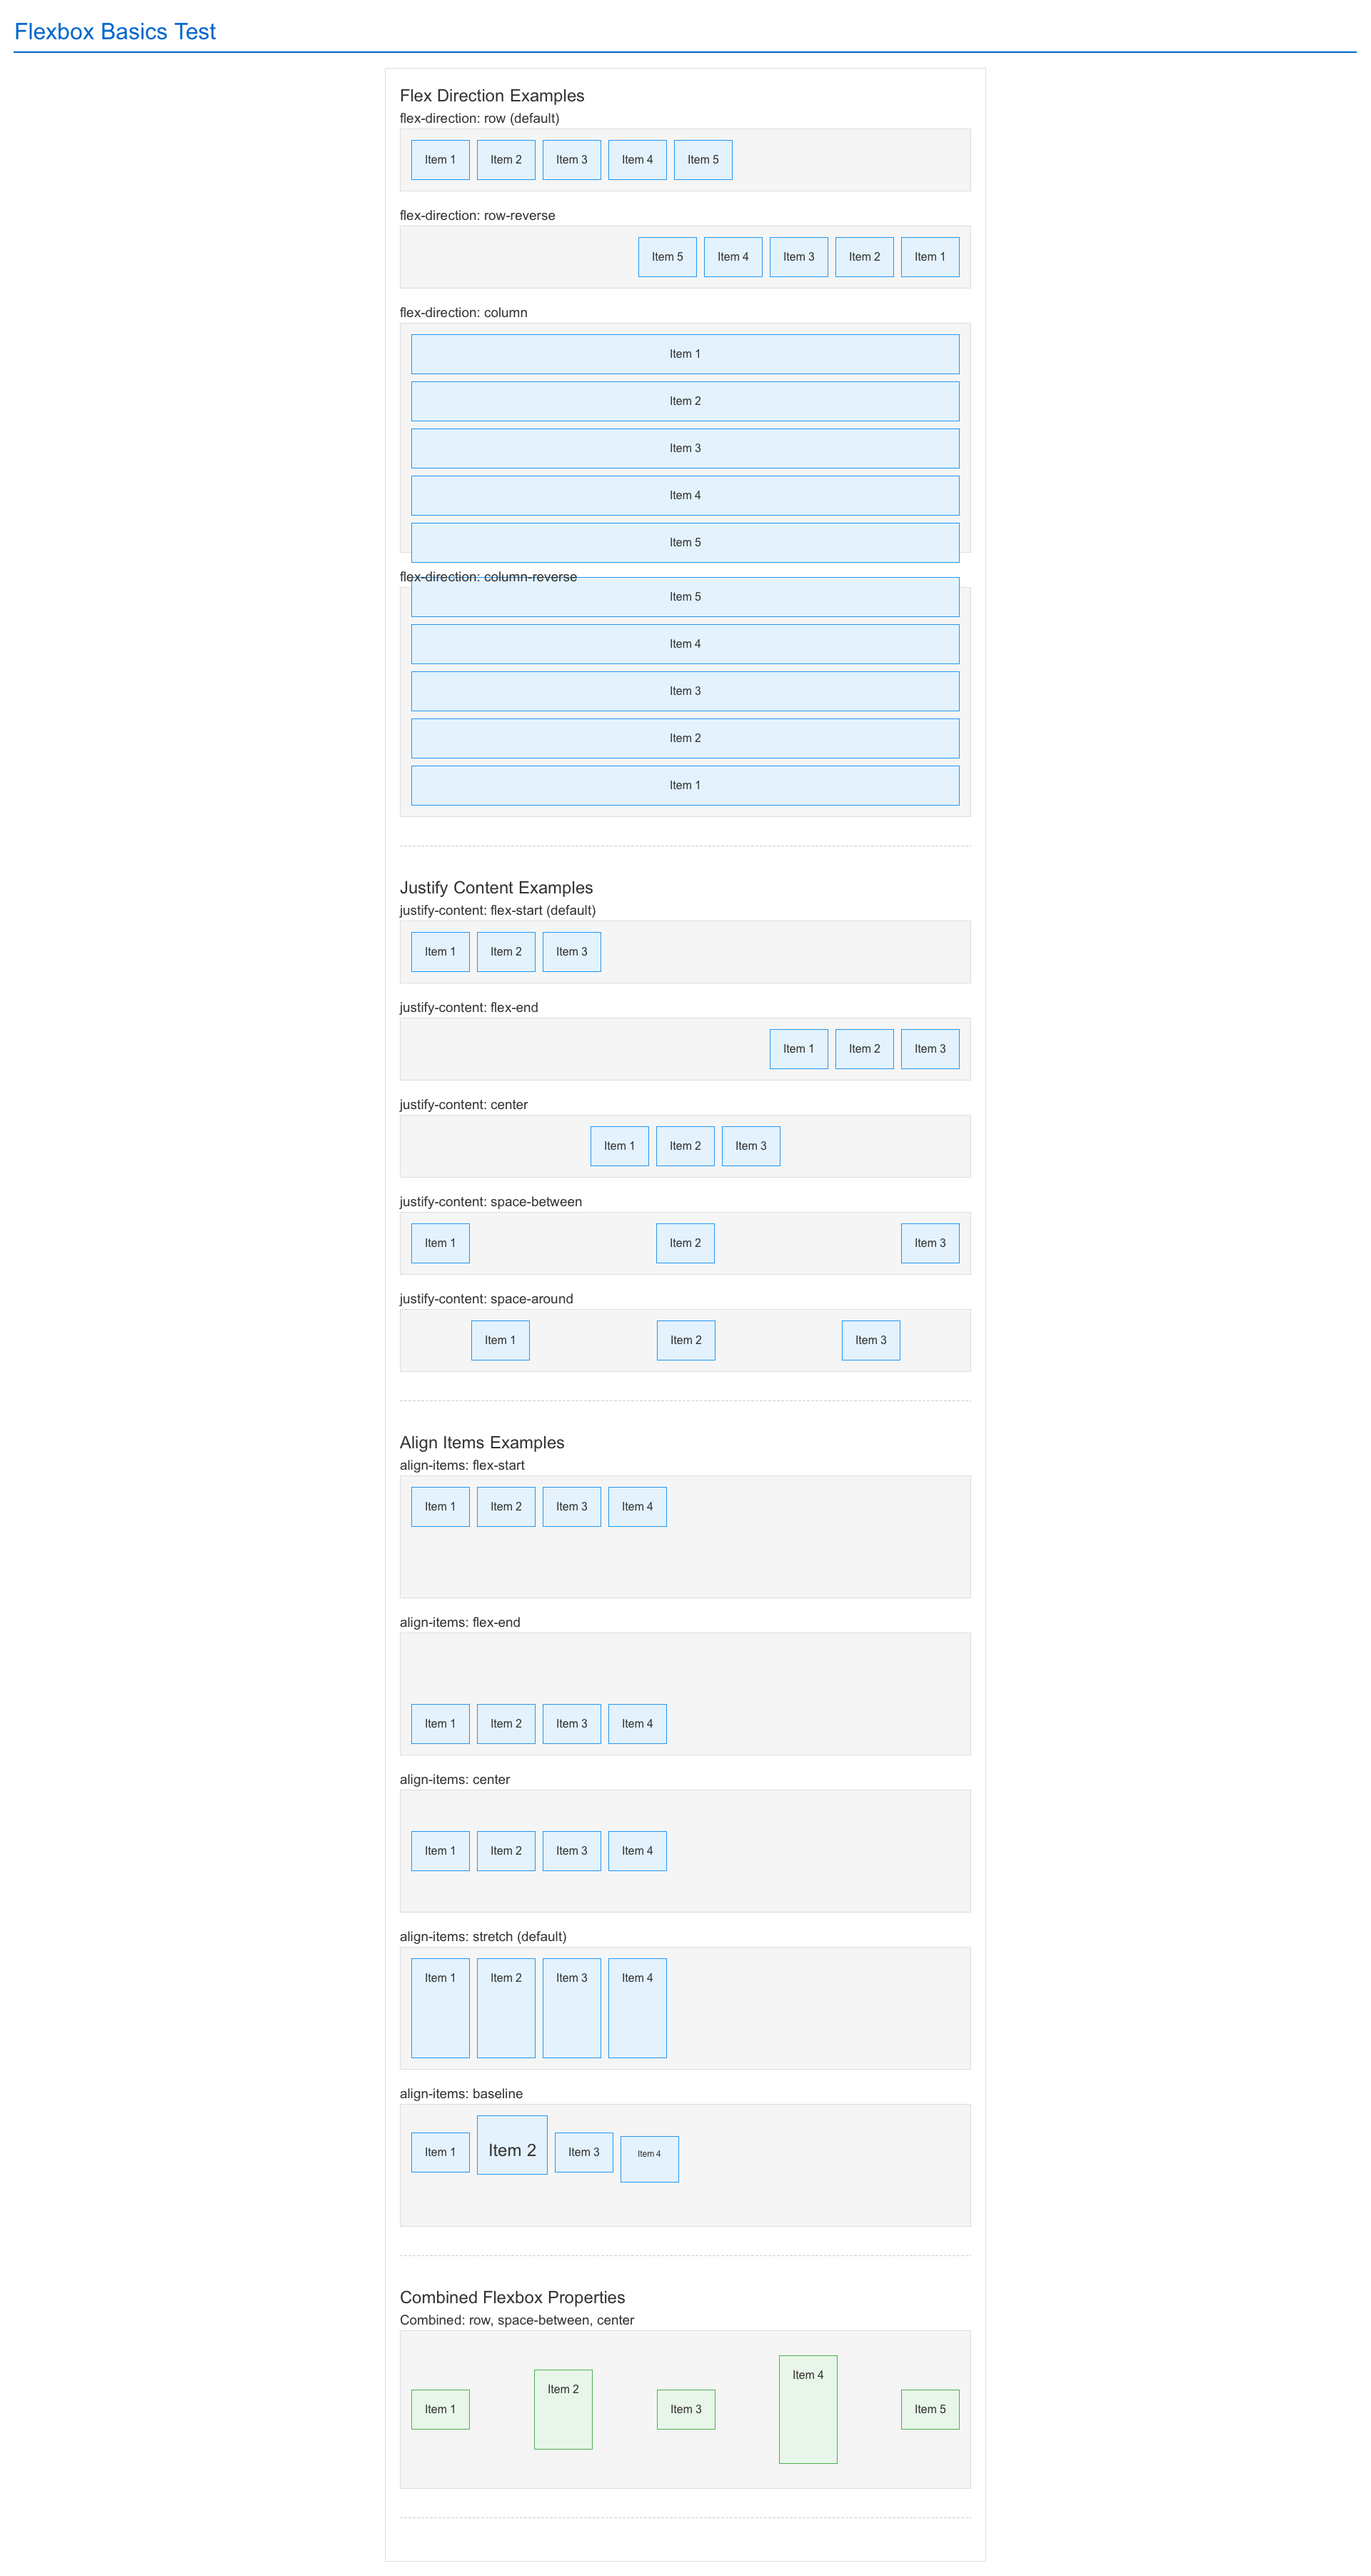 Flexbox Basics Test
Flex Direction Examples
flex-direction: row (default)
Item 1 Item 2 Item 3 Item 4 Item 5
flex-direction: row-reverse
Item 5 Item 4 Item 3 Item 2 Item 1
flex-direction: column
Item 1
Item 2
Item 3
Item 4
Item 5
flex-direction: column-reverse
Item 5
Item 4
Item 3
Item 2
Item 1
Justify Content Examples
justify-content: flex-start (default)
Item 1 Item 2 Item 3
justify-content: flex-end
Item 1 Item 2 Item 3
justify-content: center
Item 1 Item 2 Item 3
justify-content: space-between
Item 1 Item 2 Item 3
justify-content: space-around
Item 1 Item 2 Item 3
Align Items Examples
align-items: flex-start
Item 1 Item 2 Item 3 Item 4
align-items: flex-end
Item 1 Item 2 Item 3 Item 4
align-items: center
Item 1 Item 2 Item 3 Item 4
align-items: stretch (default)
Item 1 Item 2 Item 3 Item 4
align-items: baseline
Item 1 Item 2 Item 3 Item 4
Combined Flexbox Properties
Combined: row, space-between, center
Item 1 Item 2 Item 3 Item 4 Item 5